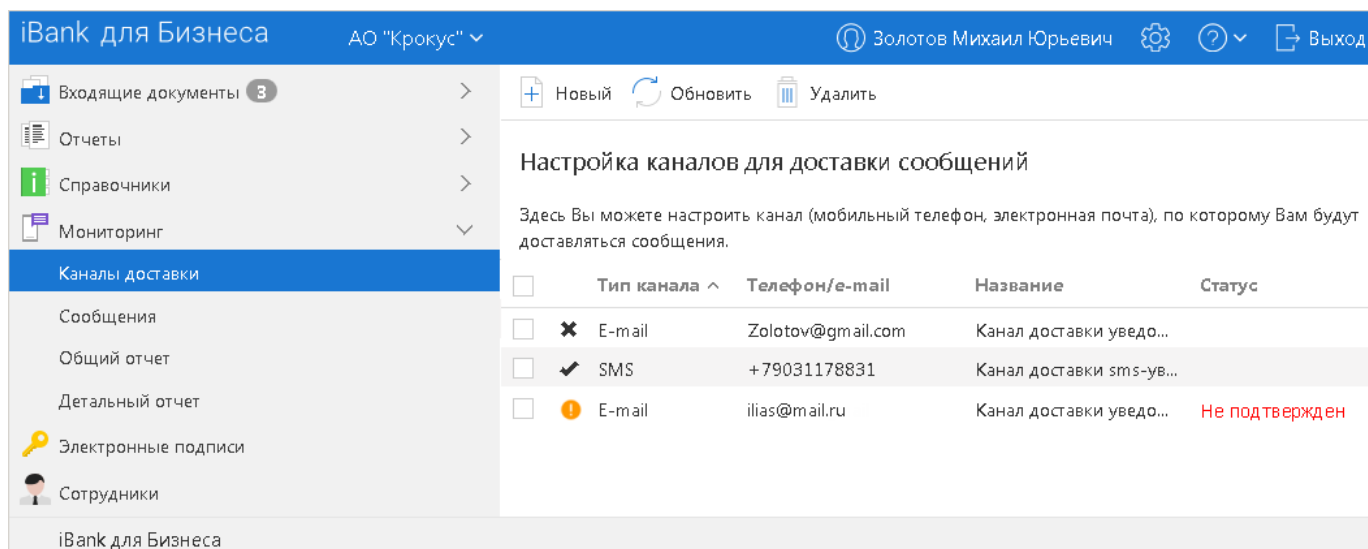 iBank для Бизнеса АО "Крокус" Золотов Михаил Юрьевич Выход
Входящие документы 3
Отчеты
Справочники
Мониторинг
Каналы доставки
Сообщения
Общий отчет
Детальный отчет
Электронные подписи
Сотрудники
iBank для Бизнеса
Новый Обновить Удалить
Настройка каналов для доставки сообщений
Здесь Вы можете настроить канал (мобильный телефон, электронная почта), по которому Вам будут
доставляться сообщения.
Тип канала Телефон/e-mail Название Статус
E-mail Zolotov@gmail.com Канал доставки уведо...
SMS +79031178831 Канал доставки sms-ув...
E-mail ilias@mail.ru Канал доставки уведо... Не подтвержден